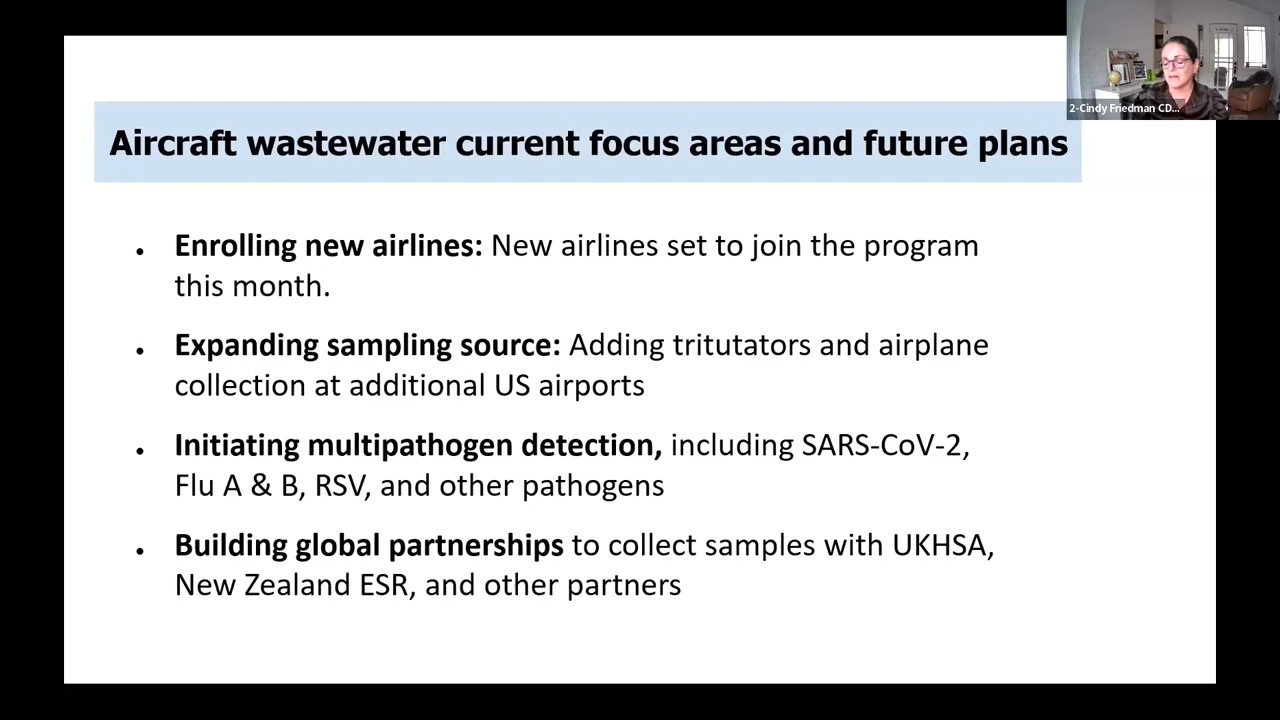 2-Cindy Friedman CD...
Aircraft wastewater current focus areas and future plans
• Enrolling new airlines: New airlines set to join the program
this month.
• Expanding sampling source: Adding tritutators and airplane
collection at additional US airports
• Initiating multipathogen detection, including SARS-CoV-2,
Flu A & B, RSV, and other pathogens
• Building global partnerships to collect samples with UKHSA,
New Zealand ESR, and other partners